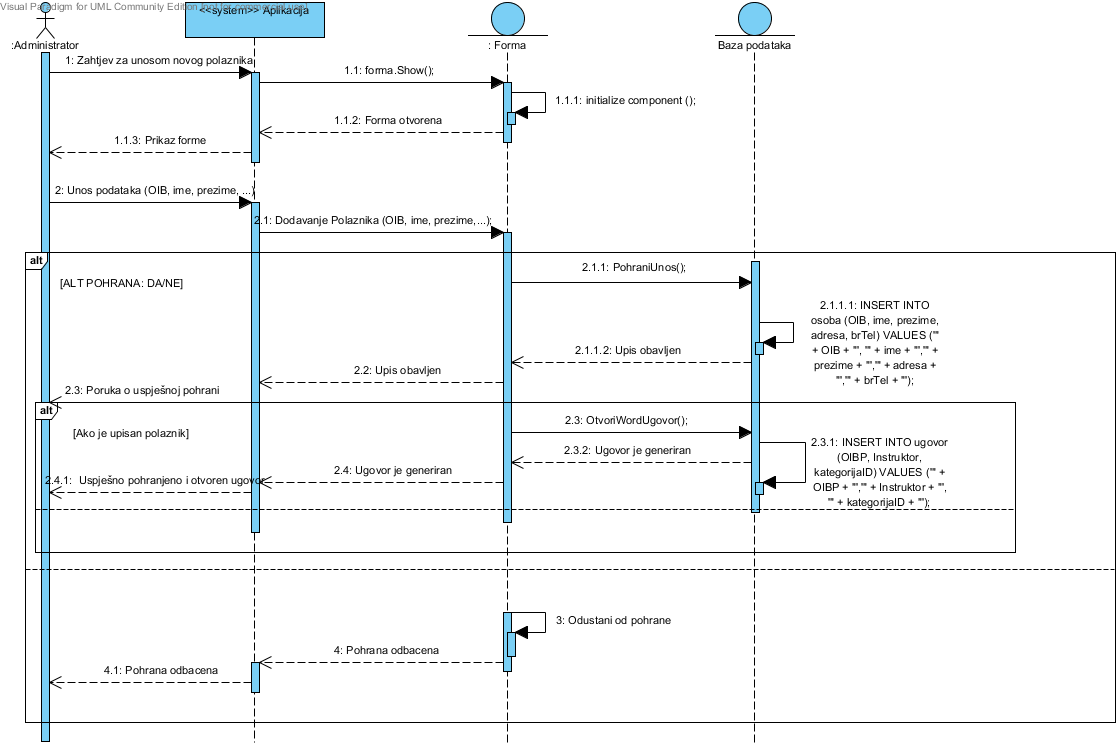 Visual Paradigm for UML Community Edition [not for commercial use]
<<system>> Aplikacija
:Administrator
: Forma
Baza podataka
1: Zahtjev za unosom novog polaznika
1.1: forma.Show();
1.1.1: initialize component ();
1.1.2: Forma otvorena
1.1.3: Prikaz forme
2: Unos podataka (OIB, ime, prezime, ...)
2.1: Dodavanje Polaznika (OIB, ime, prezime,...);
alt
[ALT POHRANA: DA/NE]
2.1.1: PohraniUnos();
2.1.1.1: INSERT INTO
osoba (OIB, ime, prezime,
adresa, brTel) VALUES ("'
+ OIB + "', '" + ime + "','" +
prezime + "','" + adresa +
"','" + brTel + "');
2.1.1.2: Upis obavljen
2.2: Upis obavljen
2.3: Poruka o uspješnoj pohrani
alt
[Ako je upisan polaznik]
2.3: OtvoriWordUgovor();
2.3.1: INSERT INTO ugovor
(OIBP, Instruktor,
kategorijaID) VALUES ('" +
OIBP + "','" + Instruktor + "',
'" + kategorijaID + "');
2.3.2: Ugovor je generiran
2.4: Ugovor je generiran
2.4.1: Uspješno pohranjeno i otvoren ugovor
3: Odustani od pohrane
4: Pohrana odbacena
4.1: Pohrana odbacena